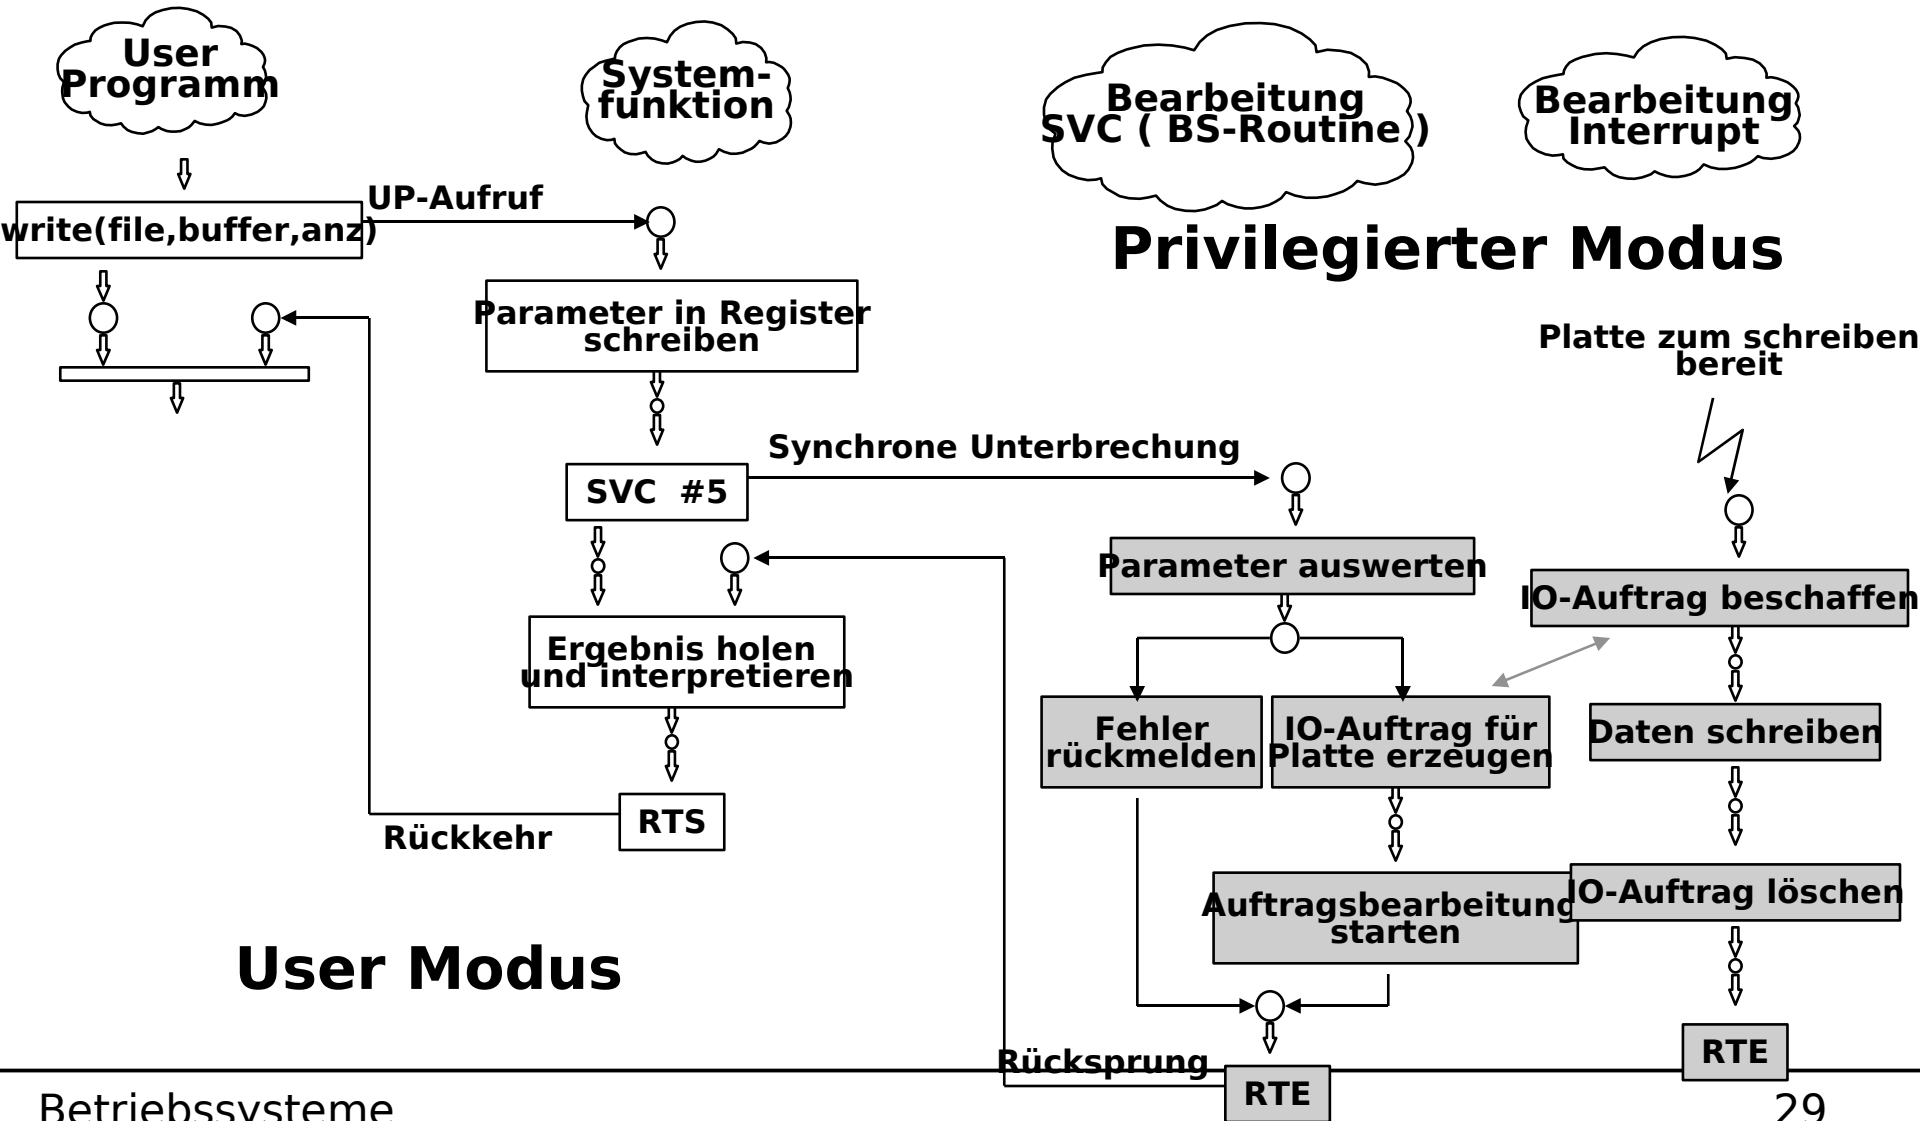 User
Programm
System-
funktion
Bearbeitung
SVC ( BS-Routine )
Bearbeitung
Interrupt
UP-Aufruf
write(file,buffer,anz)
Privilegierter Modus
Parameter in Register
schreiben
Platte zum schreiben
bereit
Synchrone Unterbrechung
SVC #5
Parameter auswerten
IO-Auftrag beschaffen
Ergebnis holen
und interpretieren
Fehler
rückmelden
IO-Auftrag für
Platte erzeugen
Daten schreiben
RTS
Rückkehr
Auftragsbearbeitung
starten
IO-Auftrag löschen
User Modus
RTE
Rücksprung
RTE
Betriebssysteme
29